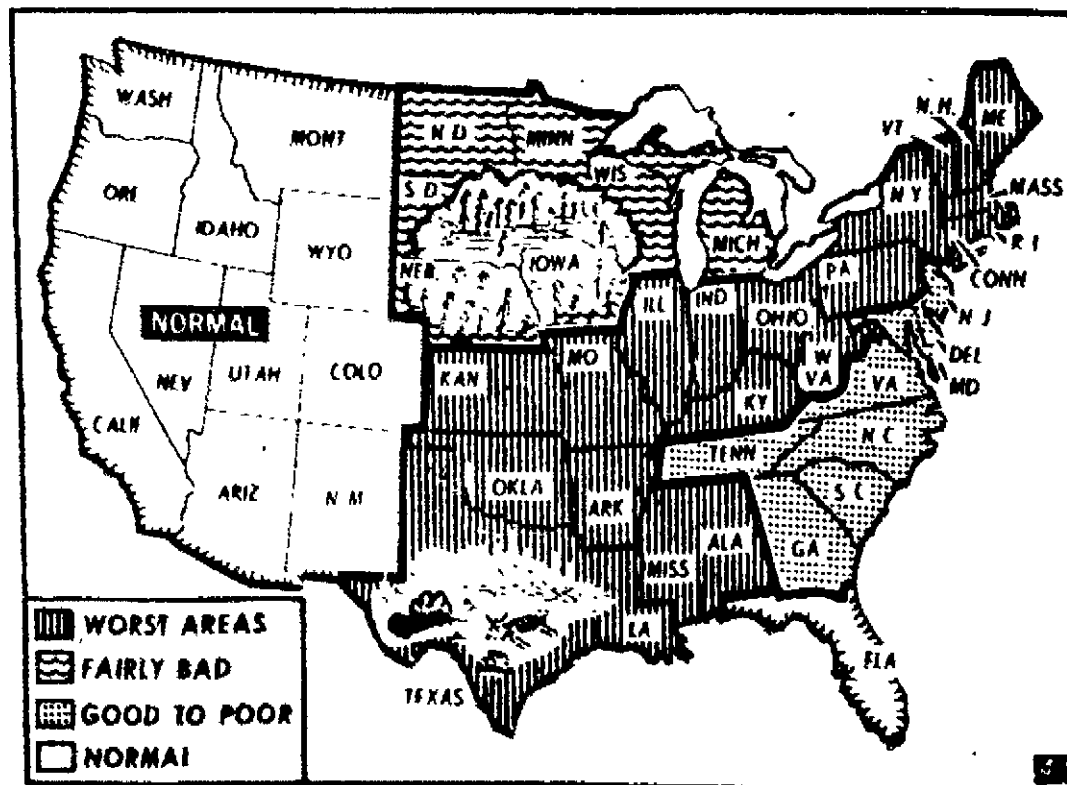 WASH
MONT
N D
MINN
N.H.
ME
VT
ORE
IDAHO
S D
WIS
N Y
MASS
WYO
MICH
R I
NEB
IOWA
PA
CONN
NORMAL
ILL
IND
OHIO
N J
NEV
UTAH
COLO
KAN
MO
W
VA
VA
DEL
MD
CALIF
KY
N C
TENN
ARIZ
N M
OKLA
ARK
S C
MISS
ALA
GA
LA
FLA
TEXAS
WORST AREAS
FAIRLY BAD
GOOD TO POOR
NORMAL